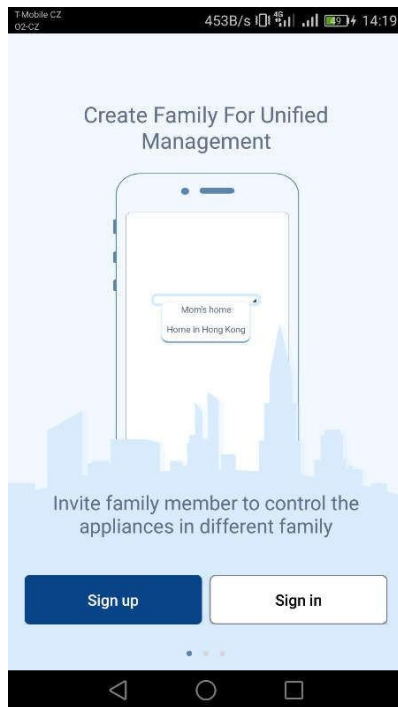 T-Mobile CZ
O2-CZ
453B/s 4G 49 14:19
Create Family For Unified
Management
Mom's home
Home in Hong Kong
Invite family member to control the
appliances in different family
Sign up
Sign in